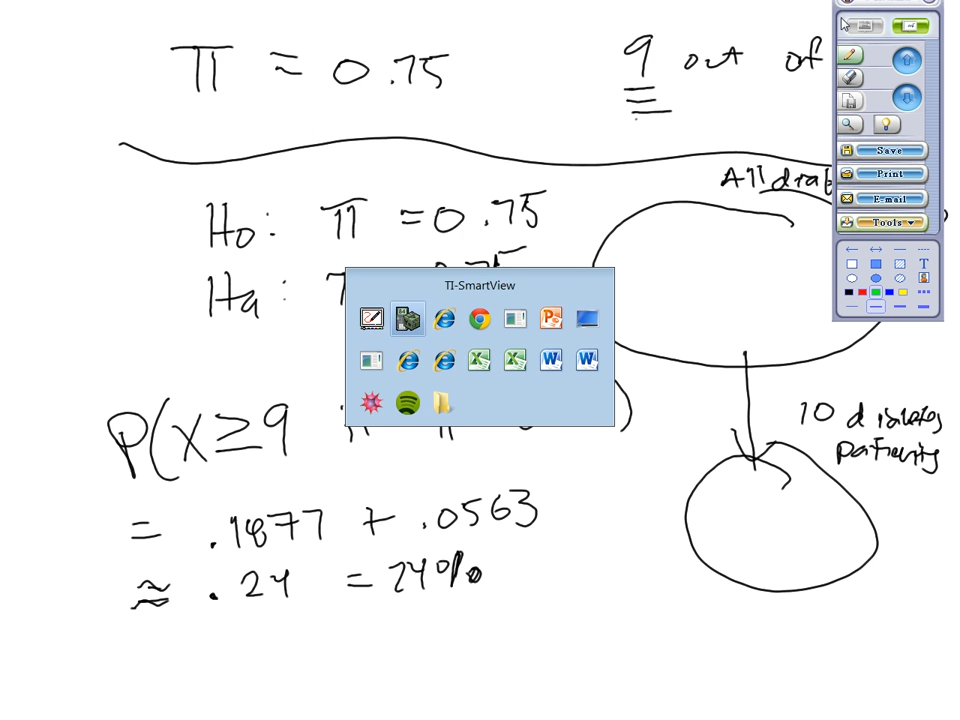 π = 0.75
9 out of
All diab
Ho: π = 0.75
Ha:
TI-SmartView
P(X ≥ 9
= .1877 + .0563
≈ .24 = 24%
10 diabetes
patients
Save
Print
E-mail
Tools
T